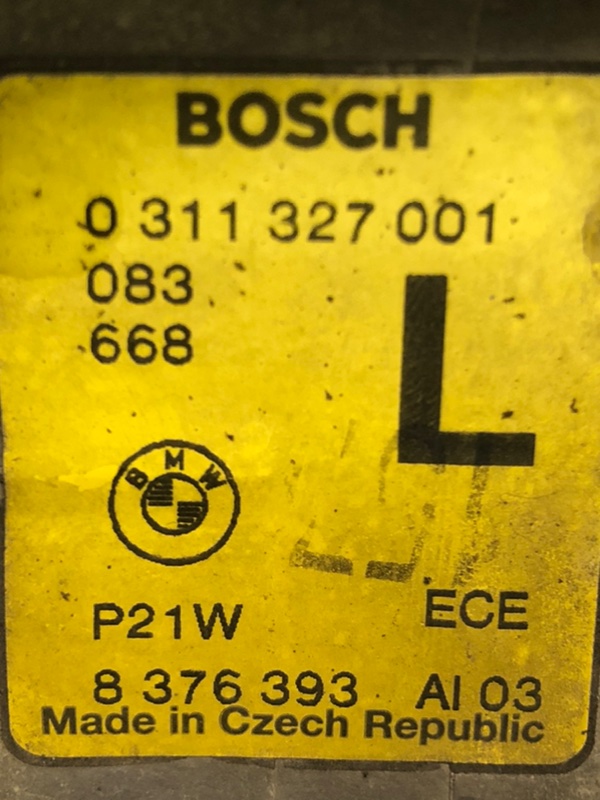 BOSCH
0 311 327 001
083
668
L
BMW
P21W
ECE
8 376 393 AI 03
Made in Czech Republic